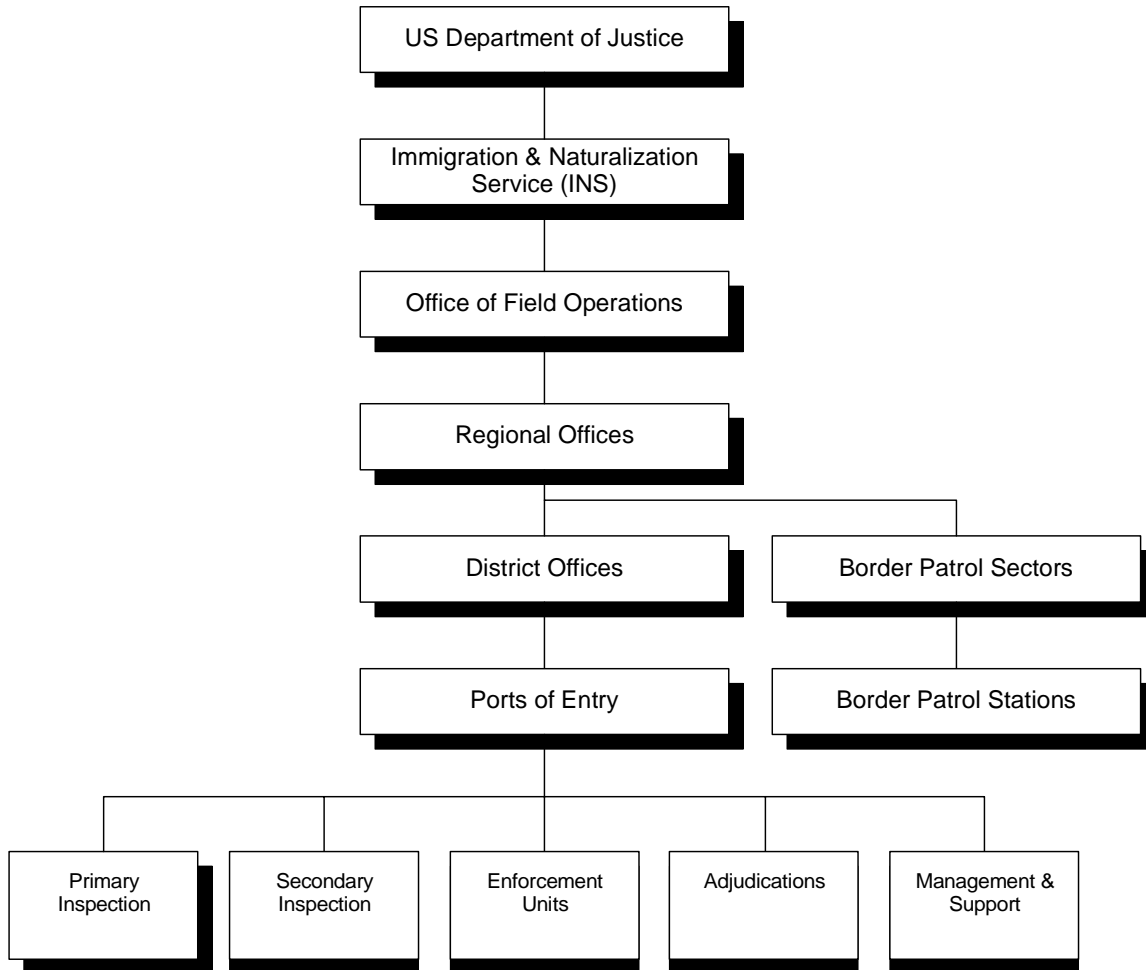 US Department of Justice
Immigration & Naturalization
Service (INS)
Office of Field Operations
Regional Offices
District Offices
Border Patrol Sectors
Ports of Entry
Border Patrol Stations
Primary
Inspection
Secondary
Inspection
Enforcement
Units
Adjudications
Management &
Support